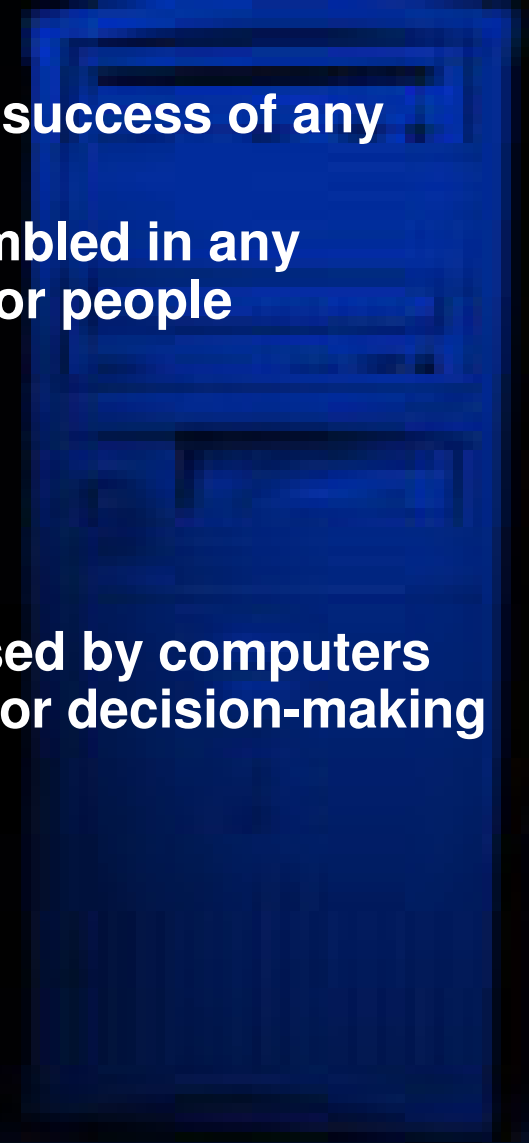 success of any
mbled in any
or people
sed by computers
or decision-making